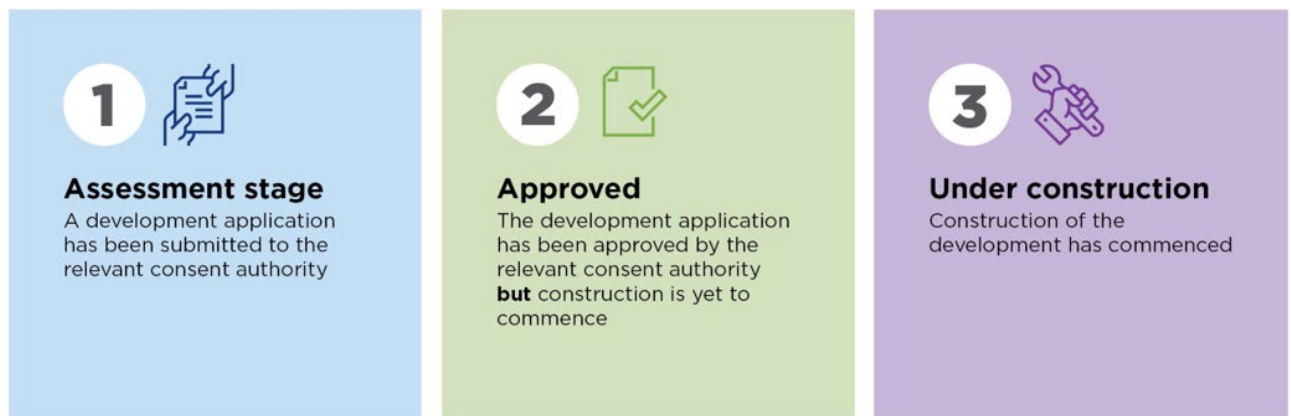 1
Assessment stage
A development application
has been submitted to the
relevant consent authority
2
Approved
The development application
has been approved by the
relevant consent authority
but construction is yet to
commence
3
Under construction
Construction of the
development has commenced